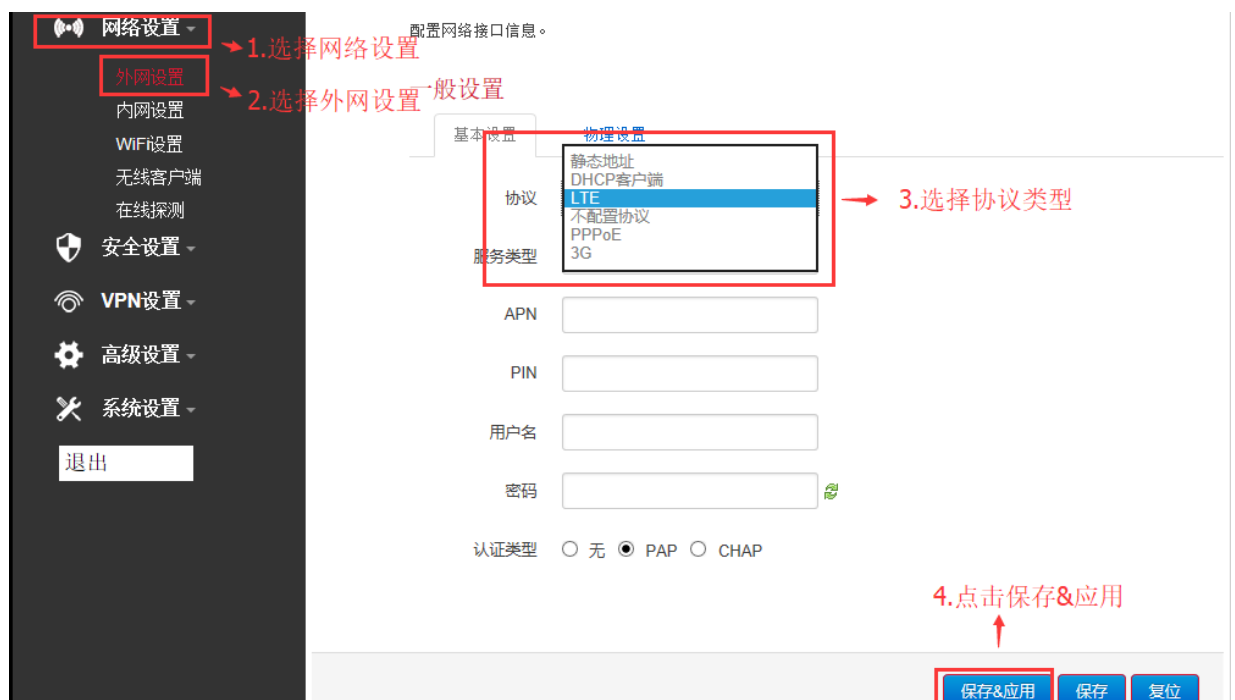 网络设置
1.选择网络设置
外网设置
2.选择外网设置
内网设置
WiFi设置
无线客户端
在线探测
安全设置
VPN设置
高级设置
系统设置
退出
配置网络接口信息。
一般设置
基本设置
物理设置
协议
静态地址
DHCP客户端
LTE
不配置协议
PPPoE
3G
3.选择协议类型
服务类型
APN
PIN
用户名
密码
认证类型 无 PAP CHAP
4.点击保存&应用
保存&应用 保存 复位